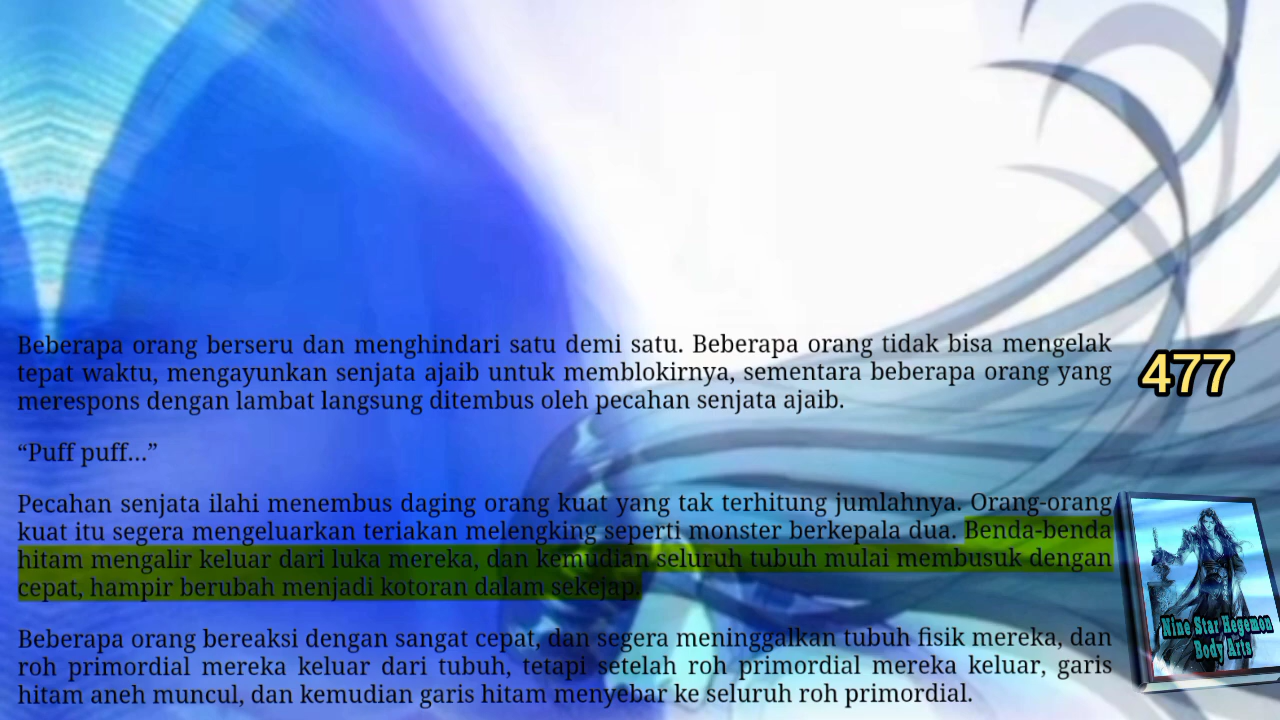 Beberapa orang berseru dan menghindari satu demi satu. Beberapa orang tidak bisa mengelak
tepat waktu, mengayunkan senjata ajaib untuk memblokirnya, sementara beberapa orang yang
merespons dengan lambat langsung ditembus oleh pecahan senjata ajaib.
477
“Puff puff...”
Pecahan senjata ilahi menembus daging orang kuat yang tak terhitung jumlahnya. Orang-orang
kuat itu segera mengeluarkan teriakan melengking seperti monster berkepala dua. Benda-benda
hitam mengalir keluar dari luka mereka, dan kemudian seluruh tubuh mulai membusuk dengan
cepat, hampir berubah menjadi kotoran dalam sekejap.
Beberapa orang bereaksi dengan sangat cepat, dan segera meninggalkan tubuh fisik mereka, dan
roh primordial mereka keluar dari tubuh, tetapi setelah roh primordial mereka keluar, garis
hitam aneh muncul, dan kemudian garis hitam menyebar ke seluruh roh primordial.
Nine Star Hegemon
Body Arts